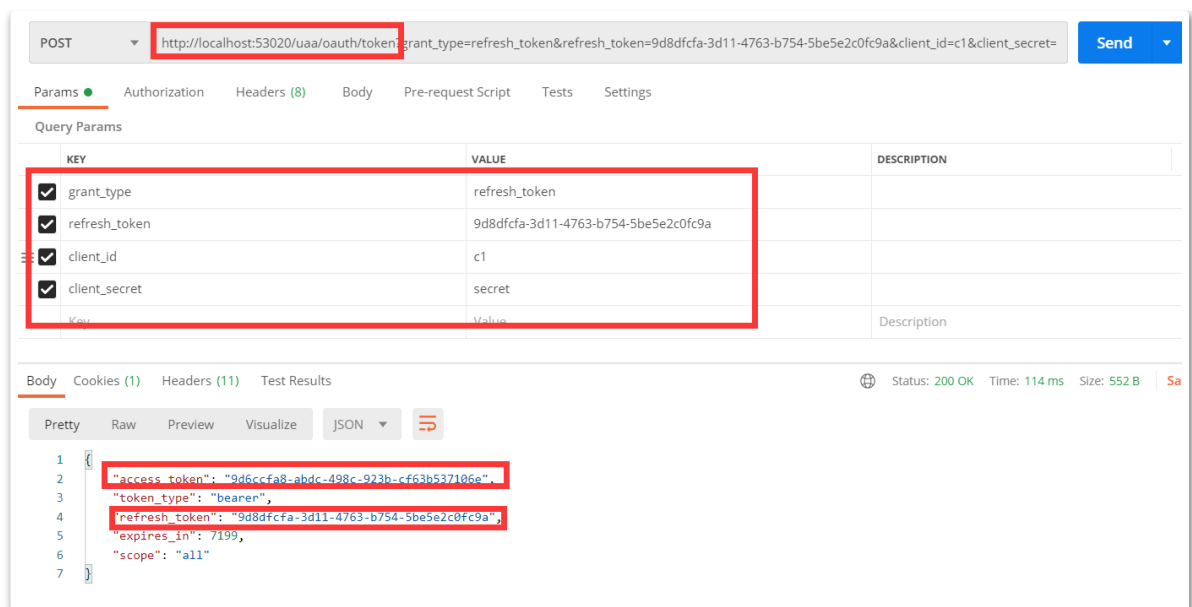 POST http://localhost:53020/uaa/oauth/token?grant_type=refresh_token&refresh_token=9d8dfcfa-3d11-4763-b754-5be5e2c0fc9a&client_id=c1&client_secret= Send
Params Authorization Headers (8) Body Pre-request Script Tests Settings
Query Params
KEY VALUE DESCRIPTION
grant_type refresh_token
refresh_token 9d8dfcfa-3d11-4763-b754-5be5e2c0fc9a
client_id c1
client_secret secret
Key Value Description
Body Cookies (1) Headers (11) Test Results Status: 200 OK Time: 114 ms Size: 552 B Sa
Pretty Raw Preview Visualize JSON
1 {
2 "access_token": "9d6ccfa8-abdc-498c-923b-cf63b537106e",
3 "token_type": "bearer",
4 "refresh_token": "9d8dfcfa-3d11-4763-b754-5be5e2c0fc9a",
5 "expires_in": 7199,
6 "scope": "all"
7 }